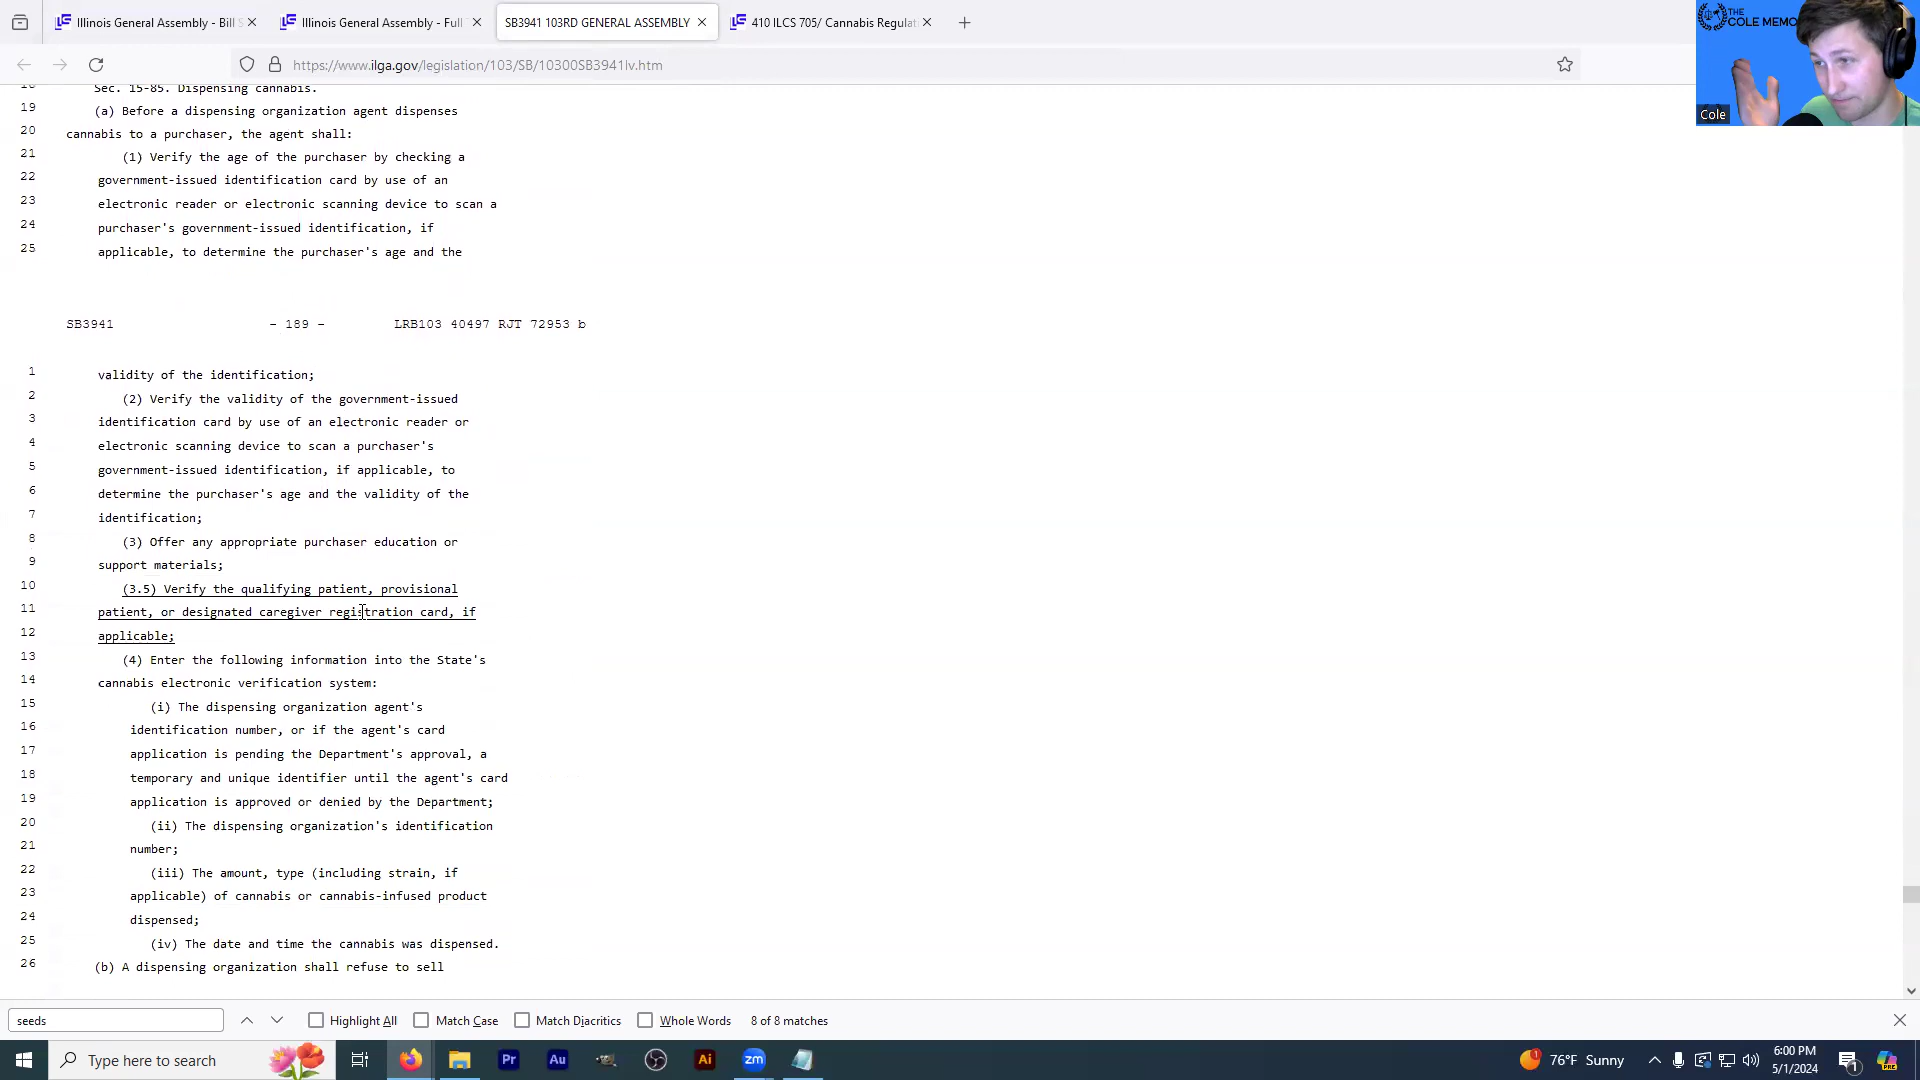 Illinois General Assembly - Bill S
Illinois General Assembly - Full
SB3941 103RD GENERAL ASSEMBLY
410 ILCS 705/ Cannabis Regulat
https://www.ilga.gov/legislation/103/SB/10300SB3941lv.htm
THE
COLE MEMO
Cole
18 Sec. 15-85. Dispensing cannabis.
19 (a) Before a dispensing organization agent dispenses
20 cannabis to a purchaser, the agent shall:
21 (1) Verify the age of the purchaser by checking a
22 government-issued identification card by use of an
23 electronic reader or electronic scanning device to scan a
24 purchaser's government-issued identification, if
25 applicable, to determine the purchaser's age and the
SB3941 - 189 - LRB103 40497 RJT 72953 b
1 validity of the identification;
2 (2) Verify the validity of the government-issued
3 identification card by use of an electronic reader or
4 electronic scanning device to scan a purchaser's
5 government-issued identification, if applicable, to
6 determine the purchaser's age and the validity of the
7 identification;
8 (3) Offer any appropriate purchaser education or
9 support materials;
10 (3.5) Verify the qualifying patient, provisional
11 patient, or designated caregiver registration card, if
12 applicable;
13 (4) Enter the following information into the State's
14 cannabis electronic verification system:
15 (i) The dispensing organization agent's
16 identification number, or if the agent's card
17 application is pending the Department's approval, a
18 temporary and unique identifier until the agent's card
19 application is approved or denied by the Department;
20 (ii) The dispensing organization's identification
21 number;
22 (iii) The amount, type (including strain, if
23 applicable) of cannabis or cannabis-infused product
24 dispensed;
25 (iv) The date and time the cannabis was dispensed.
26 (b) A dispensing organization shall refuse to sell
seeds Highlight All Match Case Match Diacritics Whole Words 8 of 8 matches
Type here to search Pr Au Ai zm 76°F Sunny 6:00 PM
5/1/2024 1 PRE